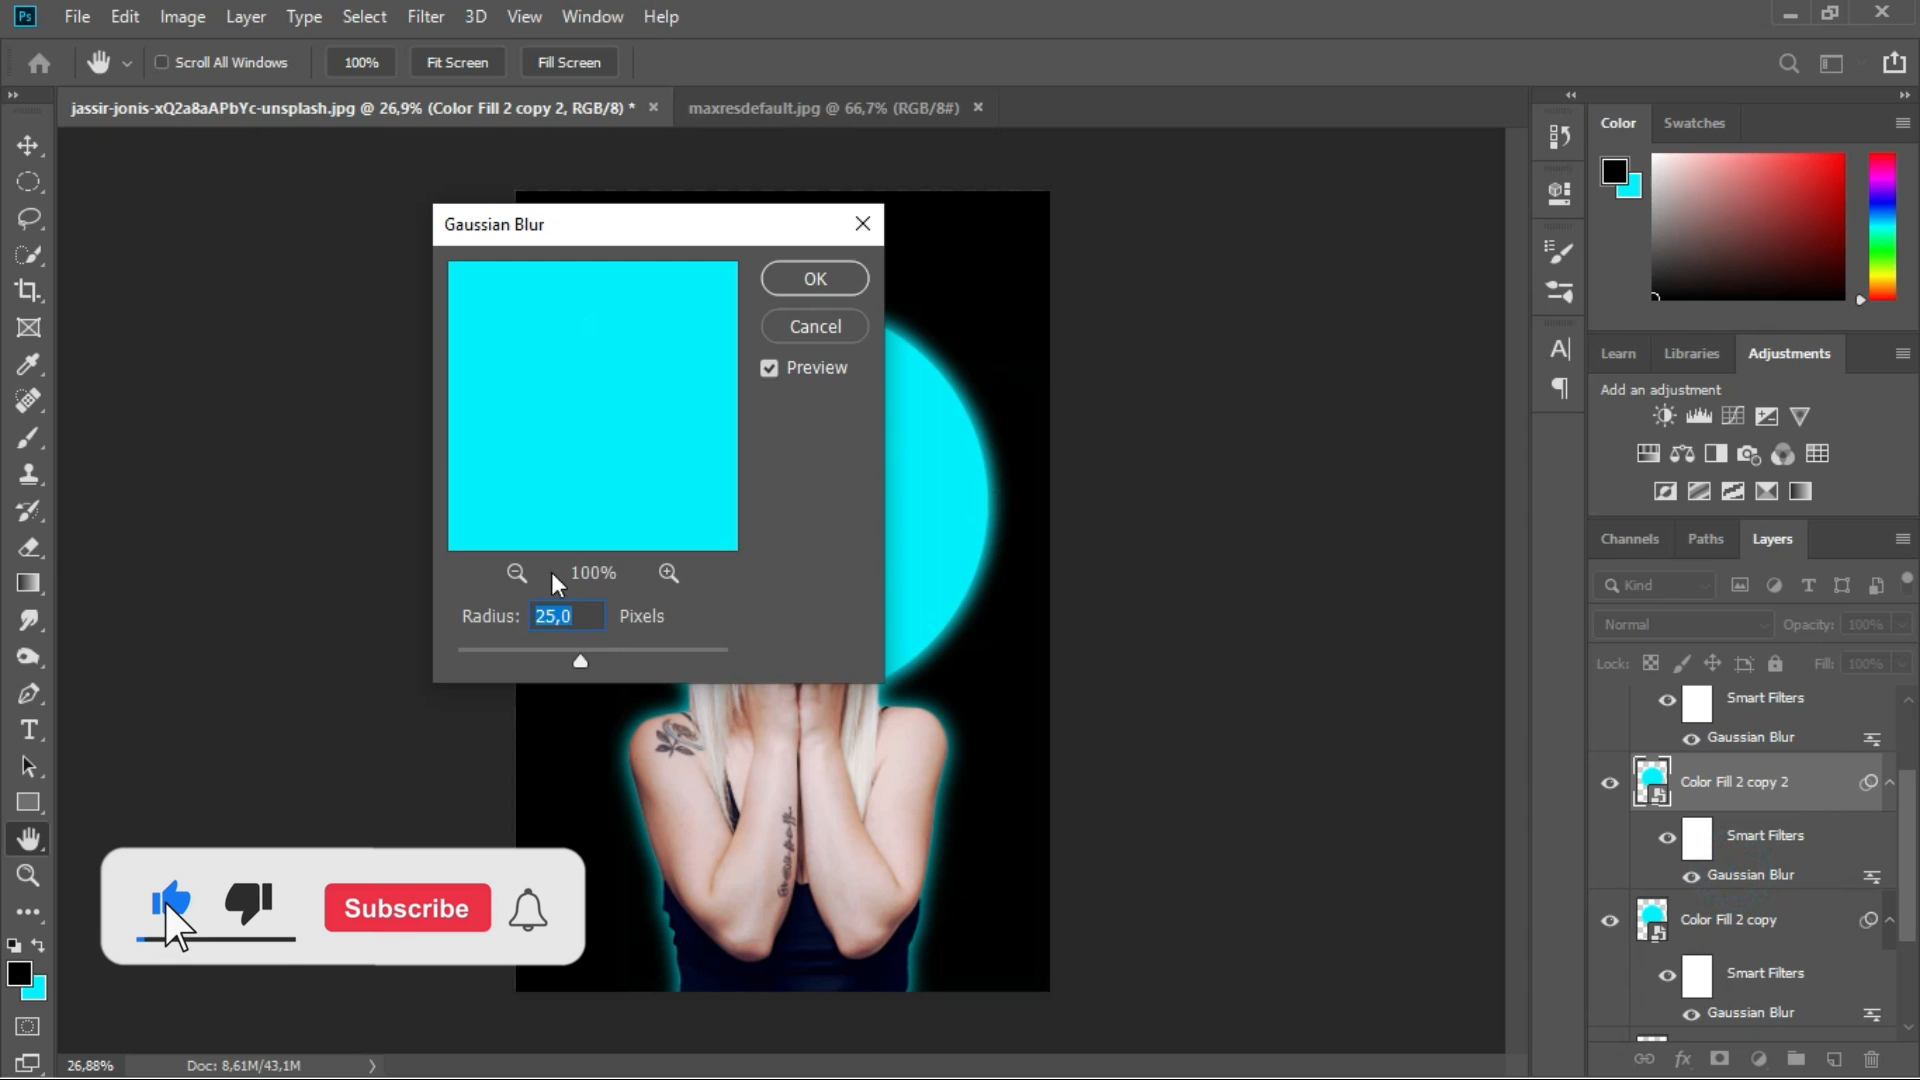 Ps File Edit Image Layer Type Select Filter 3D View Window Help
Scroll All Windows 100% Fit Screen Fill Screen
jassir-jonis-xQ2a8aAPbYc-unsplash.jpg @ 26,9% (Color Fill 2 copy 2, RGB/8) * maxresdefault.jpg @ 66,7% (RGB/8#)
Color Swatches
Gaussian Blur
OK
Cancel
Preview
100%
Radius: 25,0 Pixels
Learn Libraries Adjustments
Add an adjustment
Channels Paths Layers
Kind
Normal Opacity: 100%
Lock: Fill: 100%
Smart Filters
Gaussian Blur
Color Fill 2 copy 2
Smart Filters
Gaussian Blur
Color Fill 2 copy
Smart Filters
Gaussian Blur
Subscribe
26,88% Doc: 8,61M/43,1M